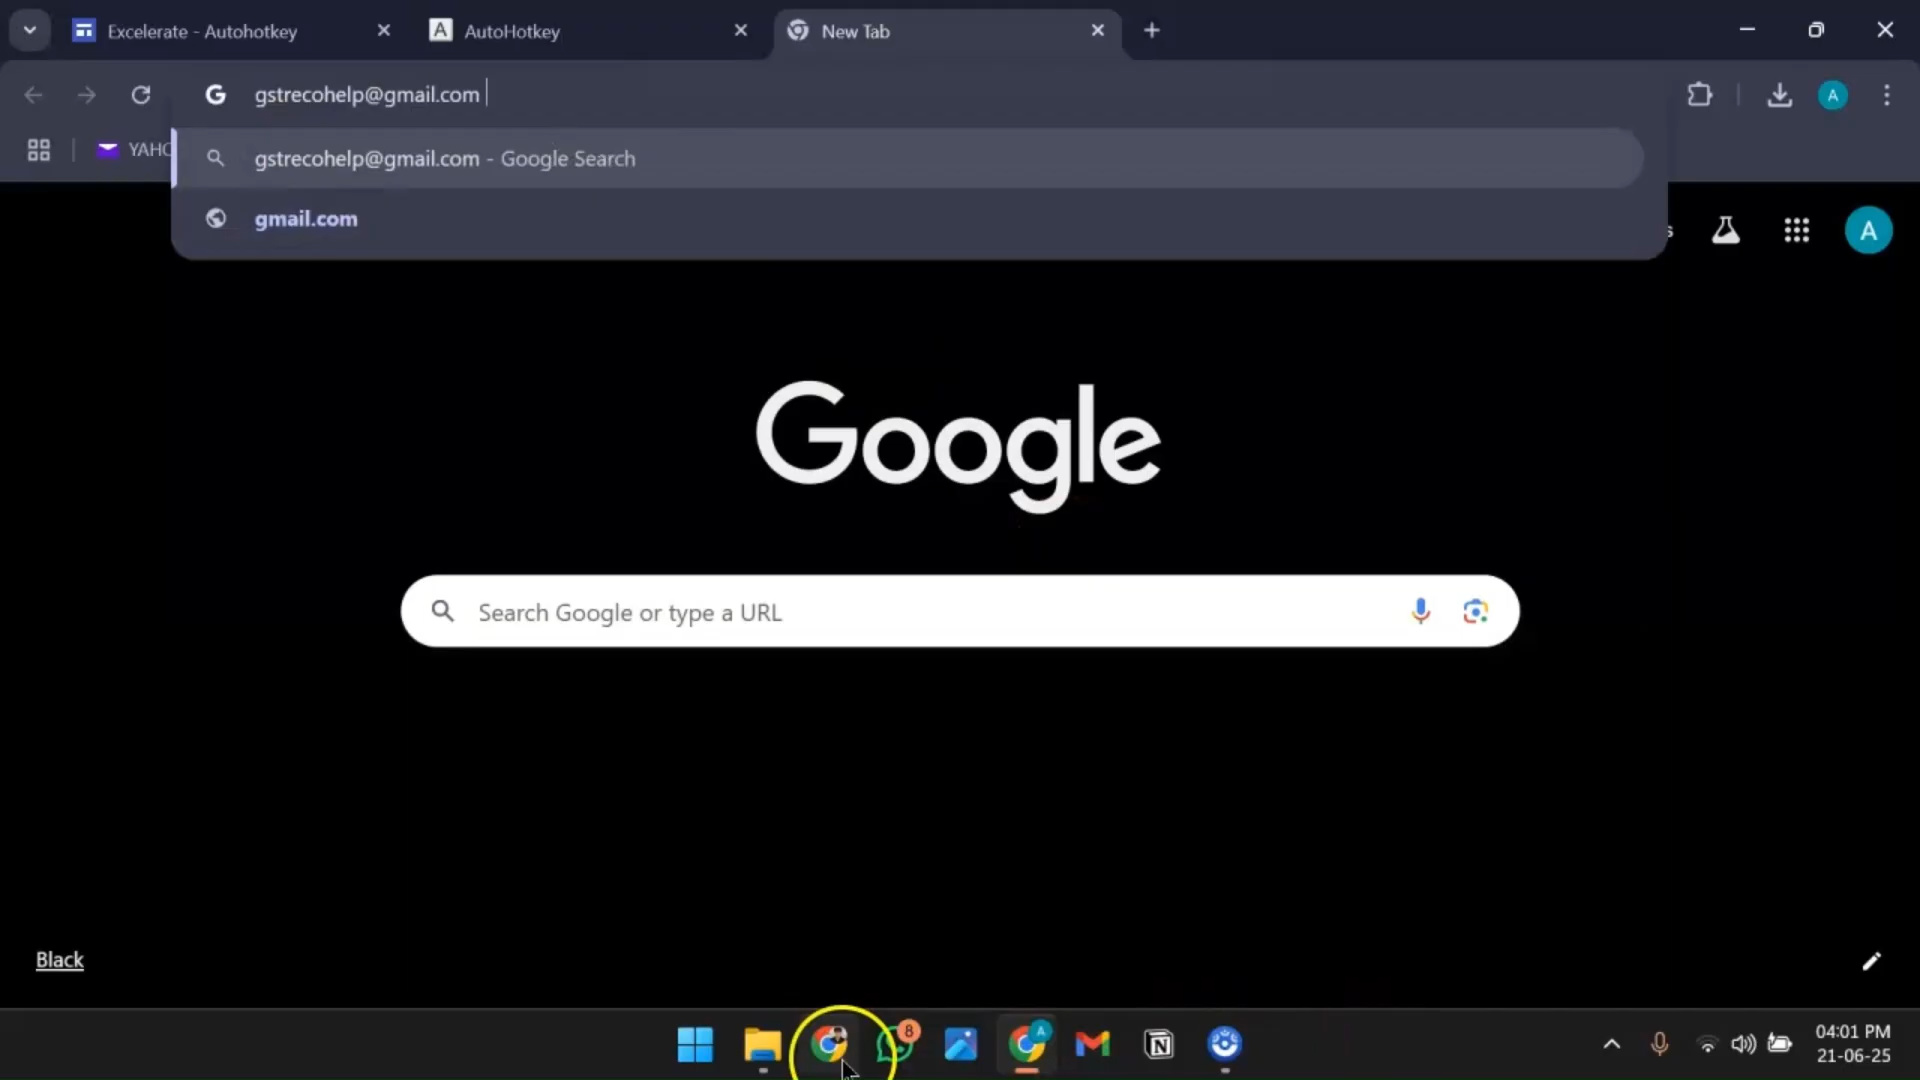 Excelerate - Autohotkey
AutoHotkey
New Tab
gstrecohelp@gmail.com
A
YAHO
gstrecohelp@gmail.com - Google Search
gmail.com
s
A
Google
Search Google or type a URL
Black
8
A
04:01 PM
21-06-25